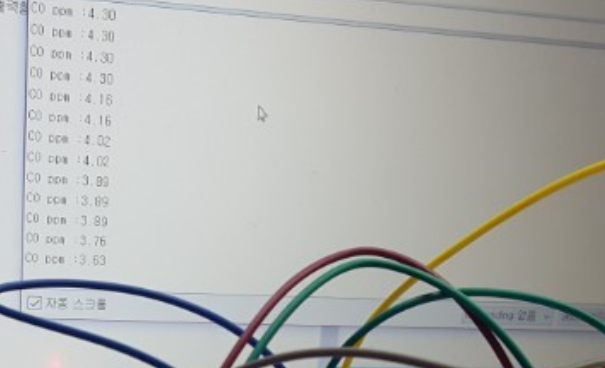 CO ppm :4.30
CO ppm :4.30
CO ppm :4.30
CO ppm :4.30
CO ppm :4.16
CO ppm :4.16
CO ppm :4.02
CO ppm :4.02
CO ppm :3.89
CO ppm :3.89
CO ppm :3.89
CO ppm :3.76
CO ppm :3.63
자동 스크롤
없음